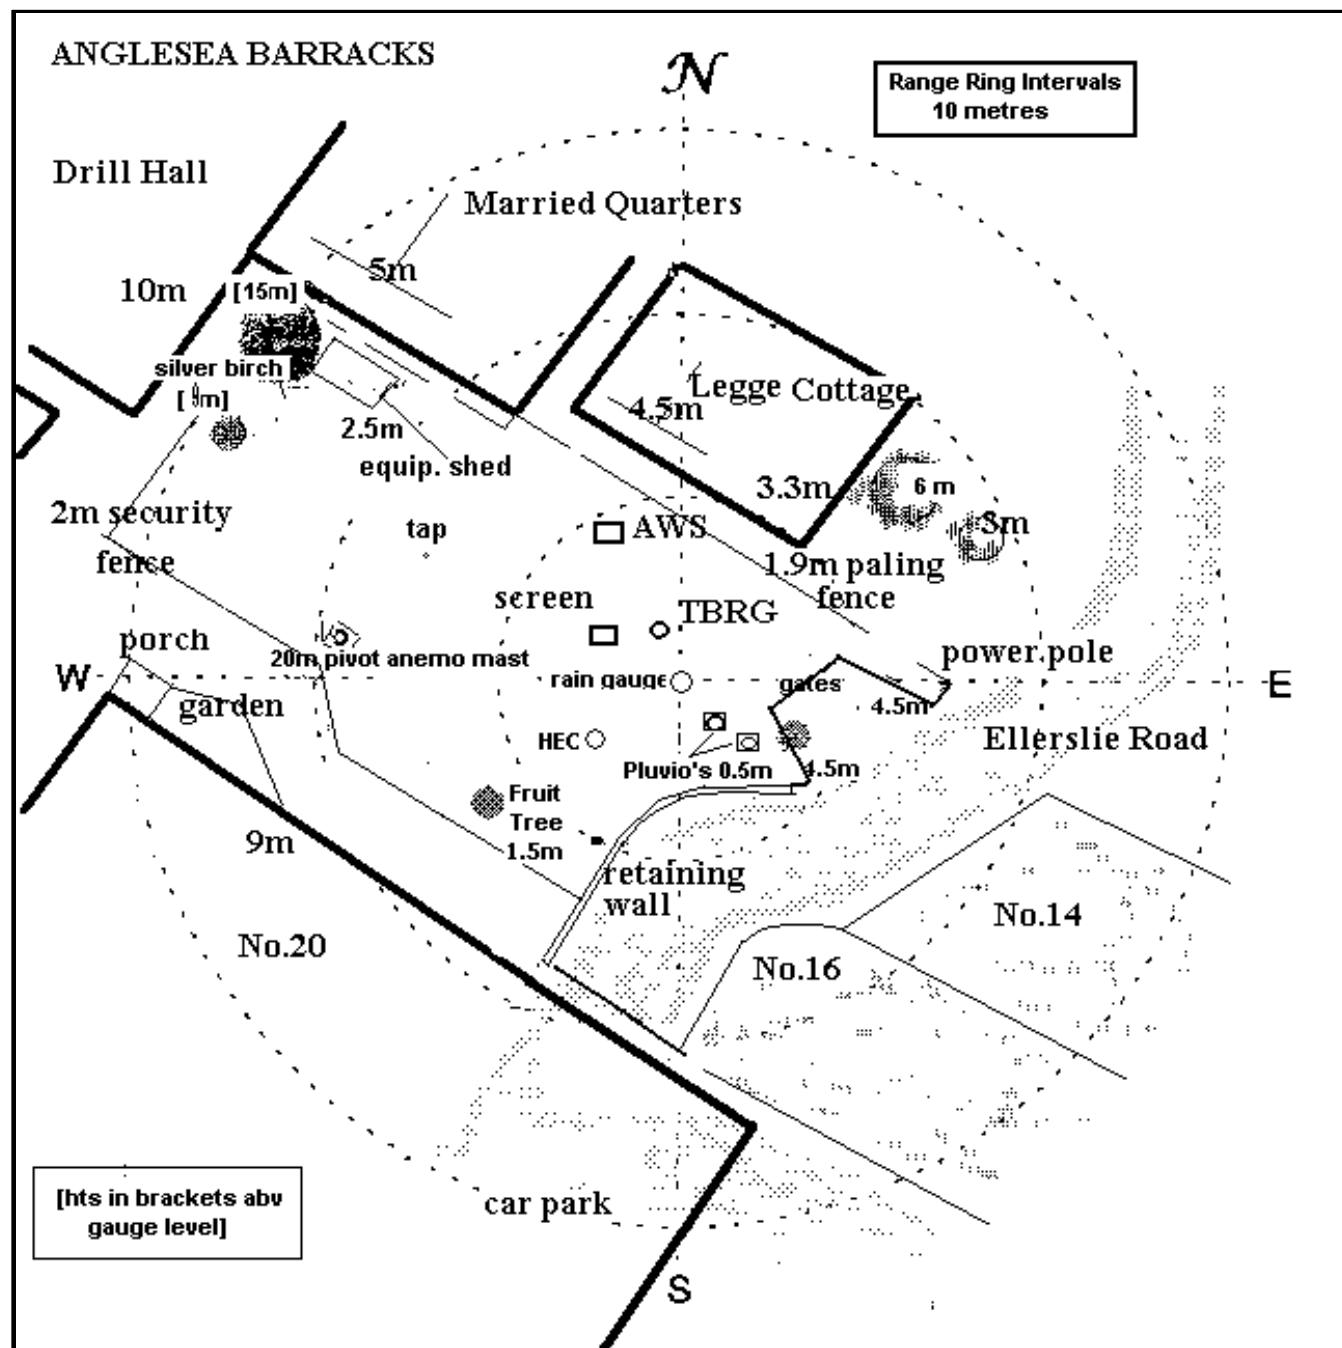 ANGLESEA BARRACKS
N
Range Ring Intervals
10 metres
Drill Hall
Married Quarters
5m
10m
[15m]
silver birch
[ 9m]
2.5m
equip. shed
Legge Cottage
4.5m
3.3m
6 m
3m
2m security
fence
tap
AWS
1.9m paling
fence
screen
TBRG
porch
20m pivot anemo mast
W
rain gauge
gates
power pole
E
garden
4.5m
HEC
Pluvio's 0.5m
4.5m
Ellerslie Road
Fruit
Tree
1.5m
9m
retaining
wall
No.20
No.16
No.14
car park
[hts in brackets abv
gauge level]
S